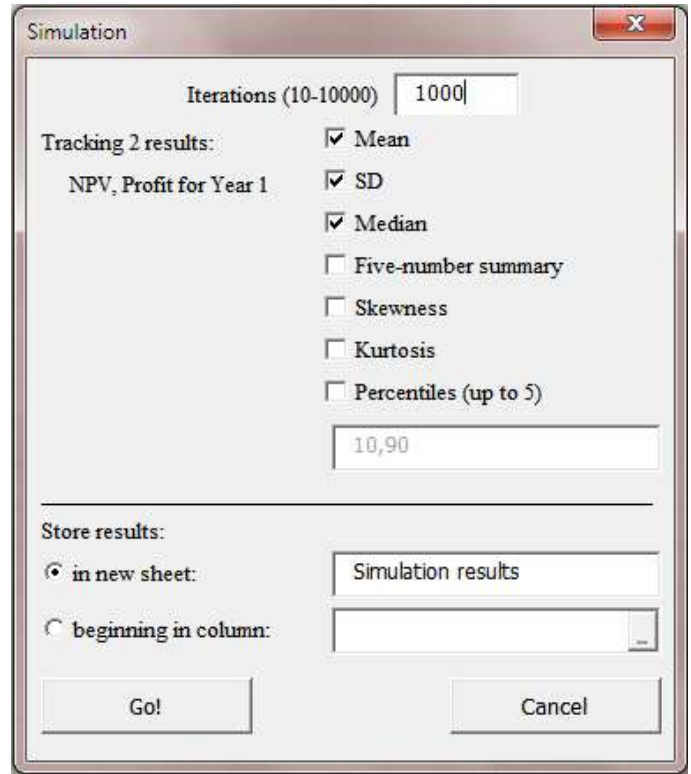 Simulation
Iterations (10-10000) 1000
Tracking 2 results:
NPV, Profit for Year 1
Mean
SD
Median
Five-number summary
Skewness
Kurtosis
Percentiles (up to 5)
10,90
Store results:
in new sheet: Simulation results
beginning in column:
Go! Cancel